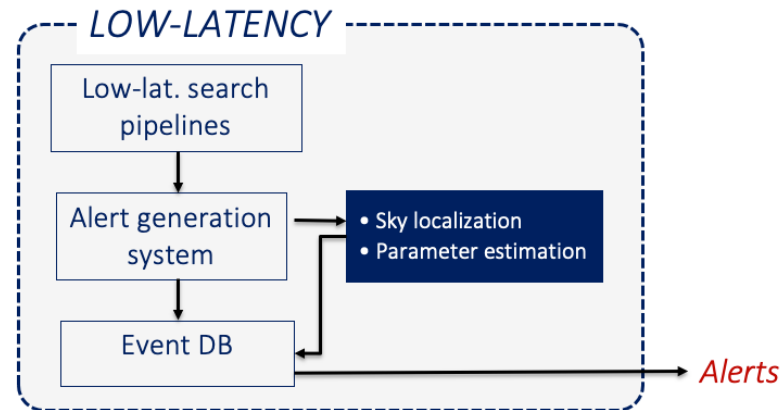 LOW-LATENCY
Low-lat. search
pipelines
Alert generation
system
• Sky localization
• Parameter estimation
Event DB
Alerts